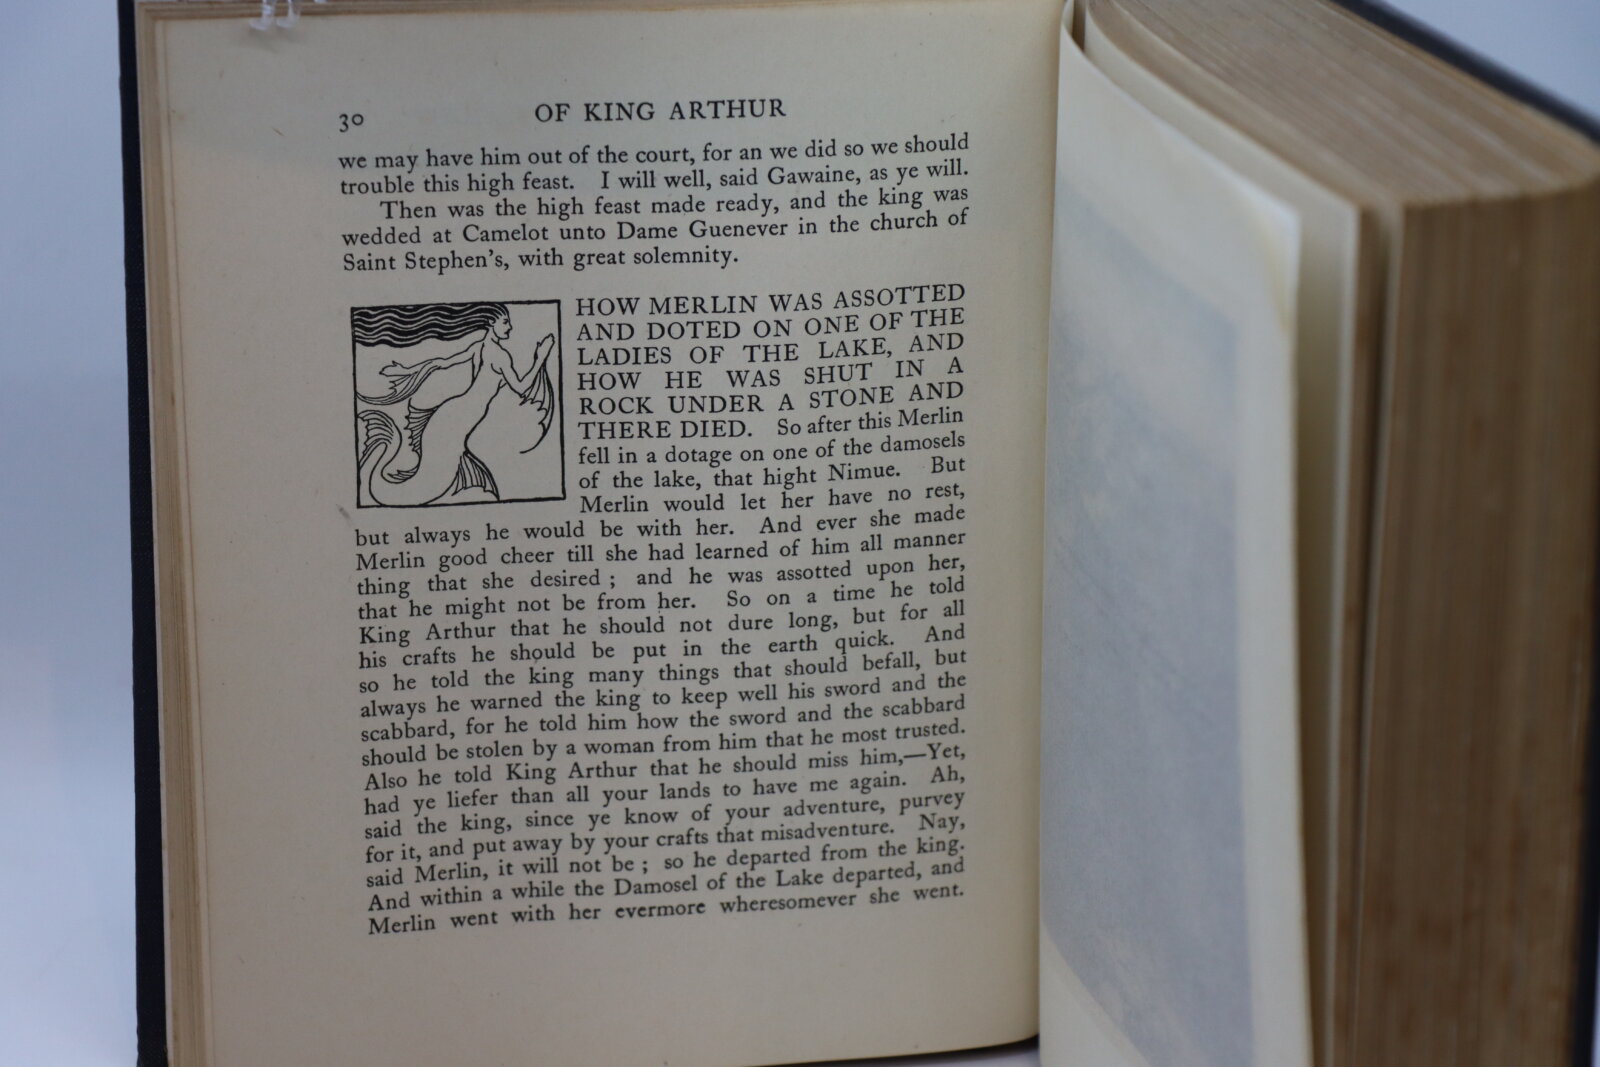 30
OF KING ARTHUR
we may have him out of the court, for an we did so we should
trouble this high feast. I will well, said Gawaine, as ye will.
Then was the high feast made ready, and the king was
wedded at Camelot unto Dame Guenever in the church of
Saint Stephen's, with great solemnity.
HOW MERLIN WAS ASSOTTED
AND DOTED ON ONE OF THE
LADIES OF THE LAKE, AND
HOW HE WAS SHUT IN A
ROCK UNDER A STONE AND
THERE DIED. So after this Merlin
fell in a dotage on one of the damosels
of the lake, that hight Nimue. But
Merlin would let her have no rest,
but always he would be with her. And ever she made
Merlin good cheer till she had learned of him all manner
thing that she desired ; and he was assotted upon her,
that he might not be from her. So on a time he told
King Arthur that he should not dure long, but for all
his crafts he should be put in the earth quick. And
so he told the king many things that should befall, but
always he warned the king to keep well his sword and the
scabbard, for he told him how the sword and the scabbard
should be stolen by a woman from him that he most trusted.
Also he told King Arthur that he should miss him,—Yet,
had ye liefer than all your lands to have me again. Ah,
said the king, since ye know of your adventure, purvey
for it, and put away by your crafts that misadventure. Nay,
said Merlin, it will not be ; so he departed from the king.
And within a while the Damosel of the Lake departed, and
Merlin went with her evermore wheresomever she went.